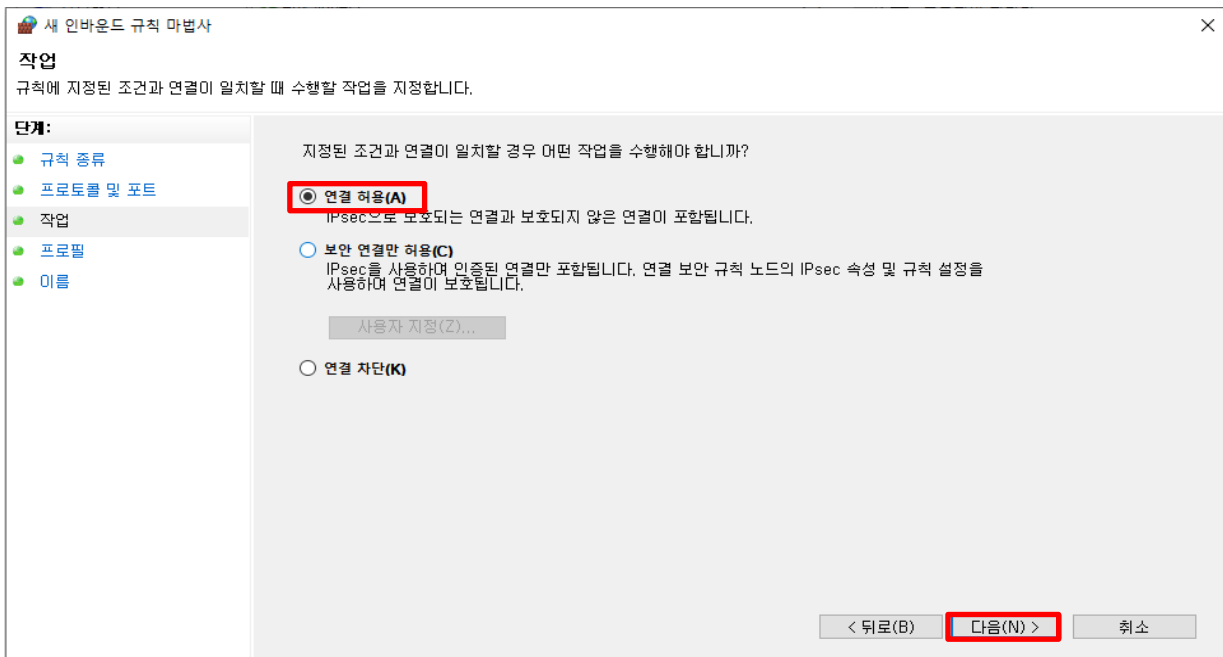 새 인바운드 규칙 마법사
작업
규칙에 지정된 조건과 연결이 일치할 때 수행할 작업을 지정합니다.
단계:
규칙 종류
프로토콜 및 포트
작업
프로필
이름
지정된 조건과 연결이 일치할 경우 어떤 작업을 수행해야 합니까?
연결 허용(A)
IPsec으로 보호되는 연결과 보호되지 않은 연결이 포함됩니다.
보안 연결만 허용(C)
IPsec을 사용하여 인증된 연결만 포함됩니다. 연결 보안 규칙 노드의 IPsec 속성 및 규칙 설정을
사용하여 연결이 보호됩니다.
사용자 지정(Z)...
연결 차단(K)
< 뒤로(B)
다음(N) >
취소